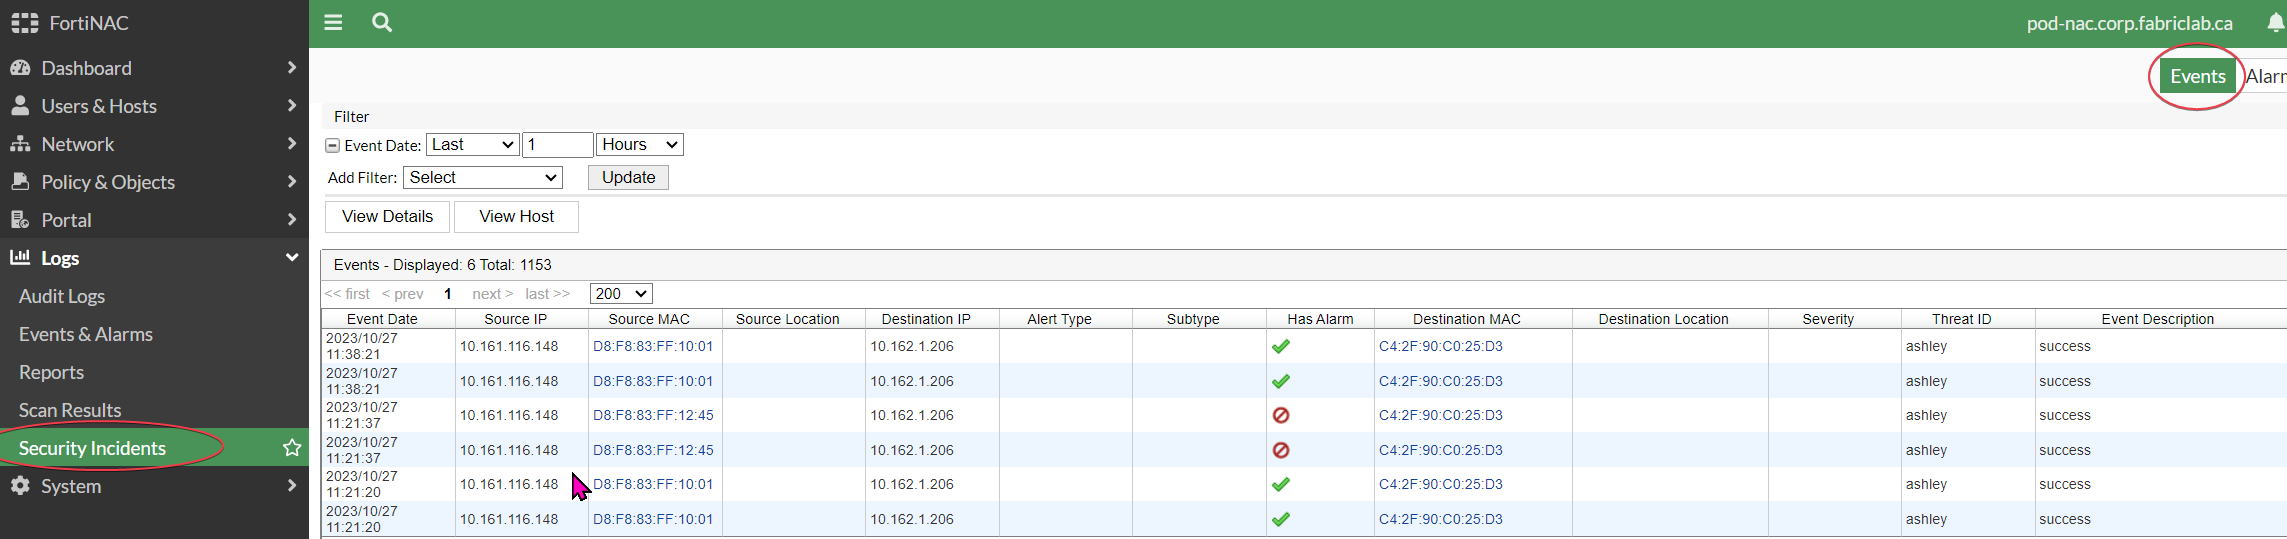 FortiNAC
pod-nac.corp.fabriclab.ca
Dashboard
Users & Hosts
Network
Policy & Objects
Portal
Logs
Audit Logs
Events & Alarms
Reports
Scan Results
Security Incidents
System
Events Alarm
Filter
Event Date: Last 1 Hours
Add Filter: Select Update
View Details View Host
Events - Displayed: 6 Total: 1153
<< first < prev 1 next > last >> 200
Event Date Source IP Source MAC Source Location Destination IP Alert Type Subtype Has Alarm Destination MAC Destination Location Severity Threat ID Event Description
2023/10/27 11:38:21 10.161.116.148 D8:F8:83:FF:10:01 10.162.1.206 C4:2F:90:C0:25:D3 ashley success
2023/10/27 11:38:21 10.161.116.148 D8:F8:83:FF:10:01 10.162.1.206 C4:2F:90:C0:25:D3 ashley success
2023/10/27 11:21:37 10.161.116.148 D8:F8:83:FF:12:45 10.162.1.206 C4:2F:90:C0:25:D3 ashley success
2023/10/27 11:21:37 10.161.116.148 D8:F8:83:FF:12:45 10.162.1.206 C4:2F:90:C0:25:D3 ashley success
2023/10/27 11:21:20 10.161.116.148 D8:F8:83:FF:10:01 10.162.1.206 C4:2F:90:C0:25:D3 ashley success
2023/10/27 11:21:20 10.161.116.148 D8:F8:83:FF:10:01 10.162.1.206 C4:2F:90:C0:25:D3 ashley success